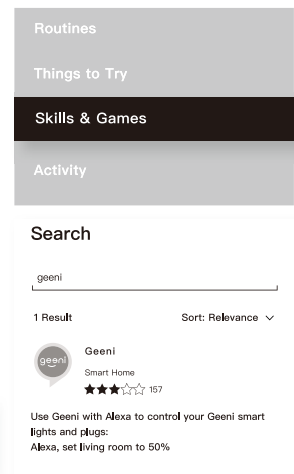 Routines
Things to Try
Skills & Games
Activity
Search
geeni
1 Result Sort: Relevance
geeni
Geeni
Smart Home
157
Use Geeni with Alexa to control your Geeni smart
lights and plugs:
Alexa, set living room to 50%